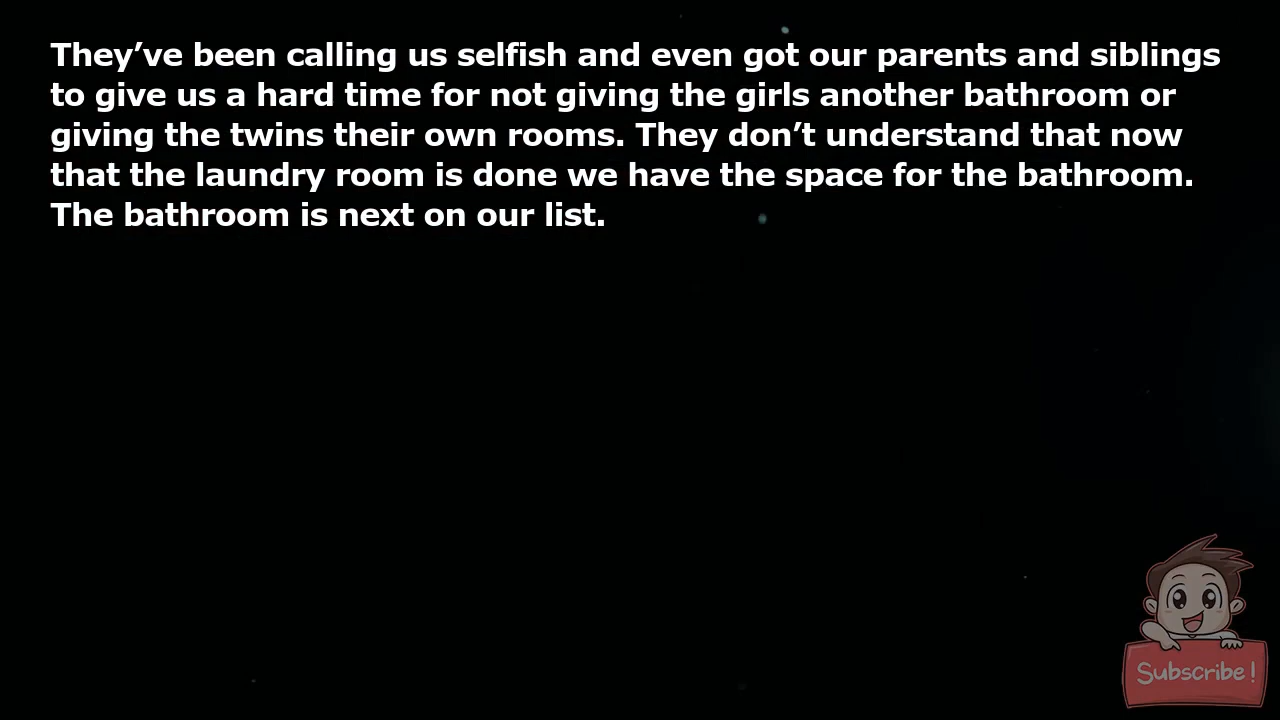 They’ve been calling us selfish and even got our parents and siblings
to give us a hard time for not giving the girls another bathroom or
giving the twins their own rooms. They don’t understand that now
that the laundry room is done we have the space for the bathroom.
The bathroom is next on our list.
Subscribe!